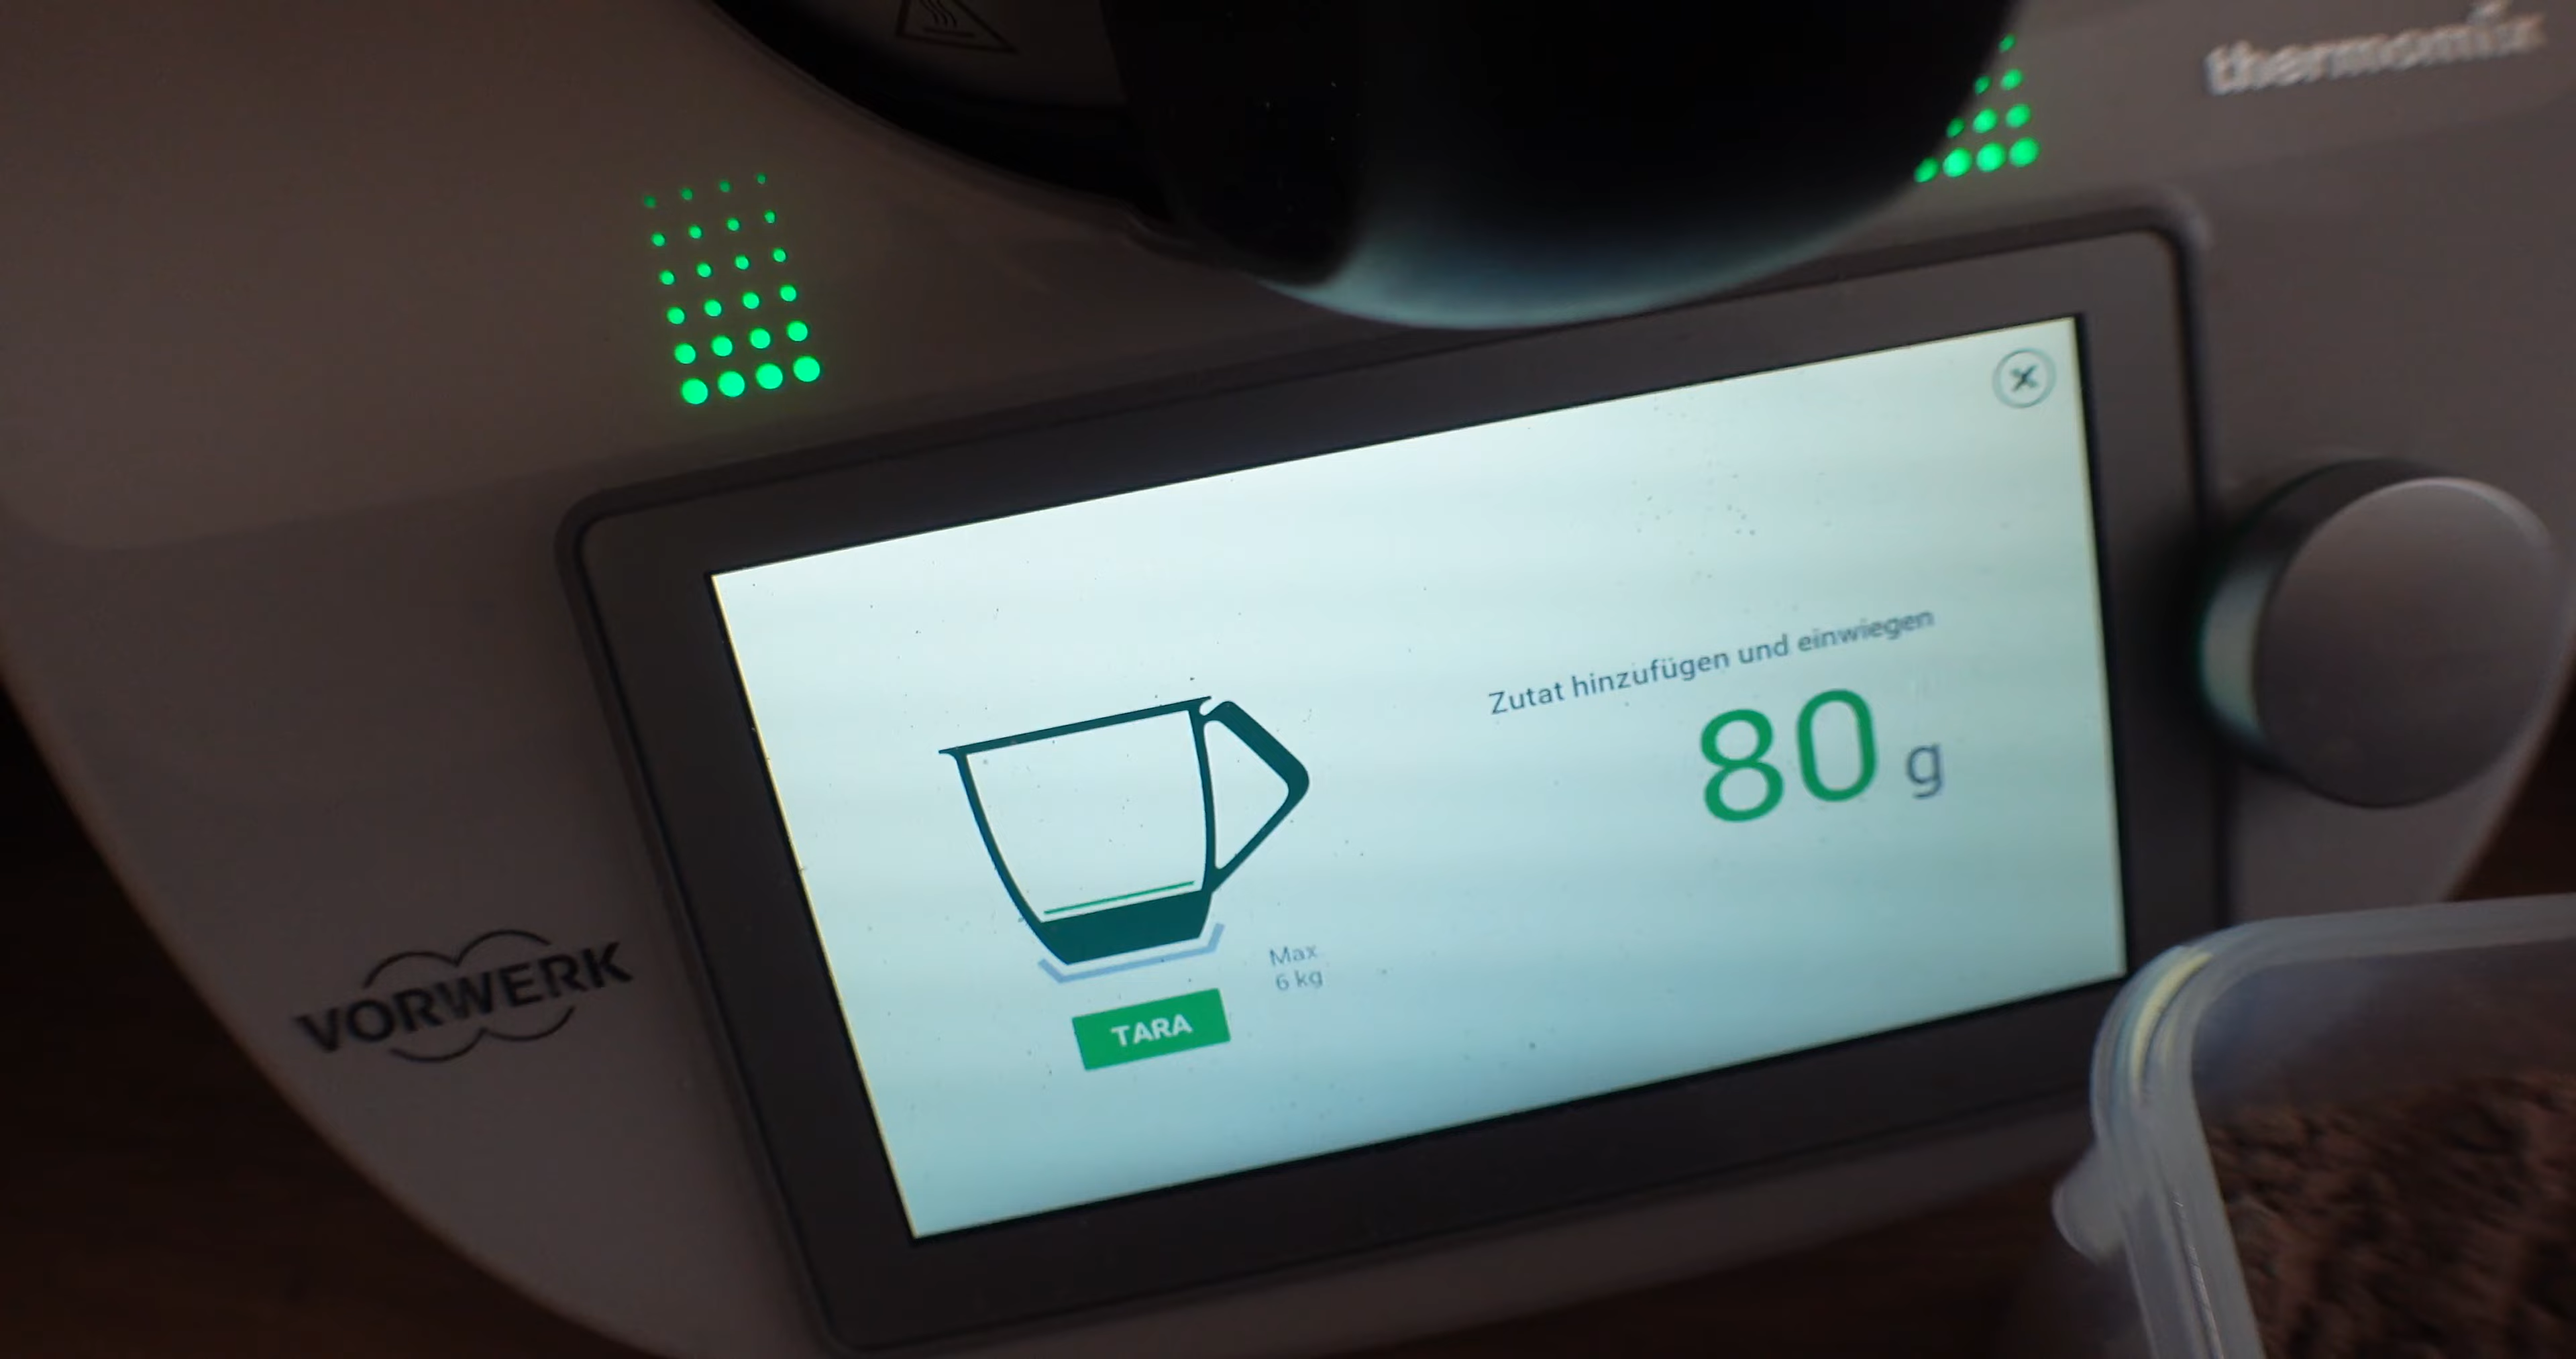 thermomix
Zutat hinzufügen und einwiegen
80 g
Max
6 kg
TARA
VORWERK